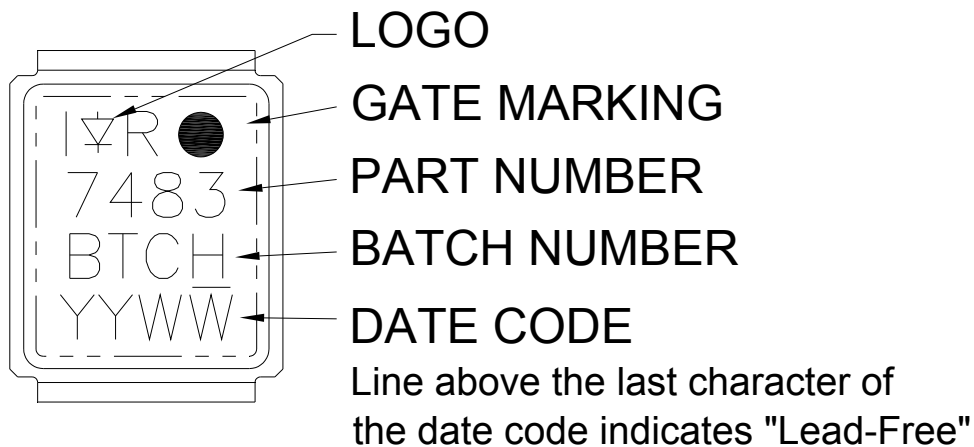 LOGO
I R
GATE MARKING
7483
PART NUMBER
BTCH
BATCH NUMBER
YYWW
DATE CODE
Line above the last character of
the date code indicates "Lead-Free"